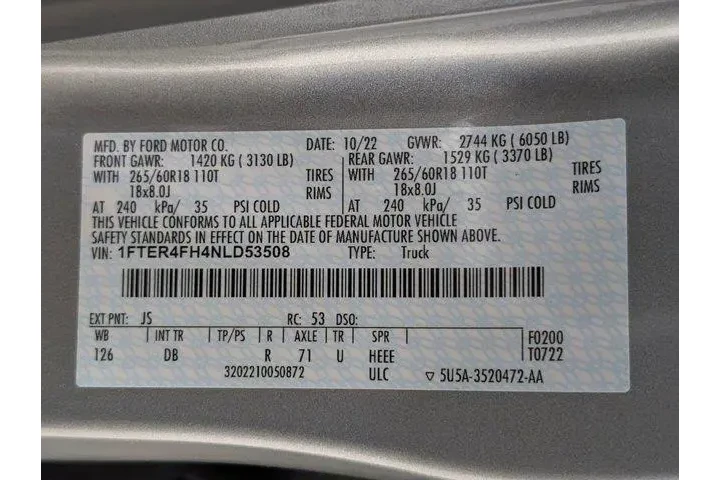 MFD. BY FORD MOTOR CO. DATE: 10/22 GVWR: 2744 KG ( 6050 LB)
FRONT GAWR: 1420 KG ( 3130 LB) REAR GAWR: 1529 KG ( 3370 LB)
WITH 265/60R18 110T TIRES WITH 265/60R18 110T TIRES
18x8.0J RIMS 18x8.0J RIMS
AT 240 kPa/ 35 PSI COLD AT 240 kPa/ 35 PSI COLD
THIS VEHICLE CONFORMS TO ALL APPLICABLE FEDERAL MOTOR VEHICLE
SAFETY STANDARDS IN EFFECT ON THE DATE OF MANUFACTURE SHOWN ABOVE.
VIN: 1FTER4FH4NLD53508 TYPE: Truck
EXT PNT: JS RC: 53 DSO:
WB INT TR TP/PS R AXLE TR SPR F0200
126 DB R 71 U HEEE T0722
3202210050872 ULC ▽ 5U5A-3520472-AA